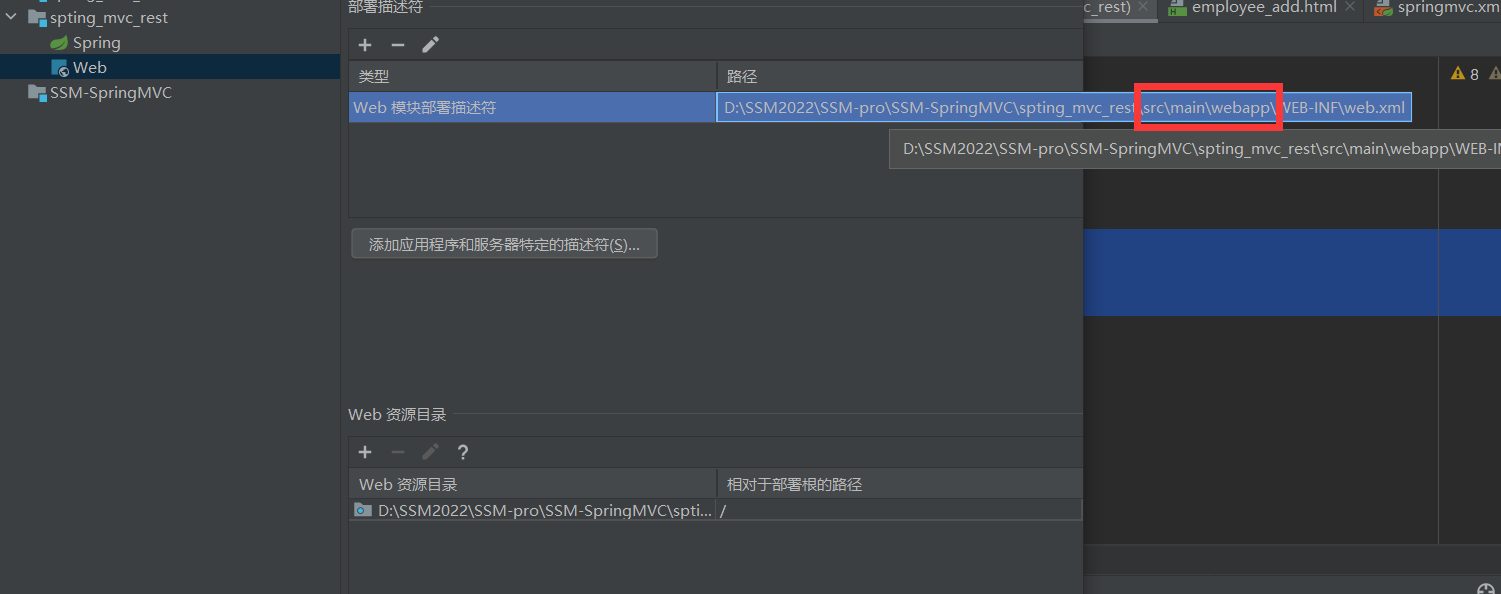 spting_mvc_rest
Spring
Web
SSM-SpringMVC
部署描述符
类型 路径
Web 模块部署描述符 D:\SSM2022\SSM-pro\SSM-SpringMVC\spting_mvc_rest\src\main\webapp\WEB-INF\web.xml
D:\SSM2022\SSM-pro\SSM-SpringMVC\spting_mvc_rest\src\main\webapp\WEB-IN
添加应用程序和服务器特定的描述符(S)...
Web 资源目录
Web 资源目录 相对于部署根的路径
D:\SSM2022\SSM-pro\SSM-SpringMVC\spti... /
c_rest) employee_add.html springmvc.xm
8